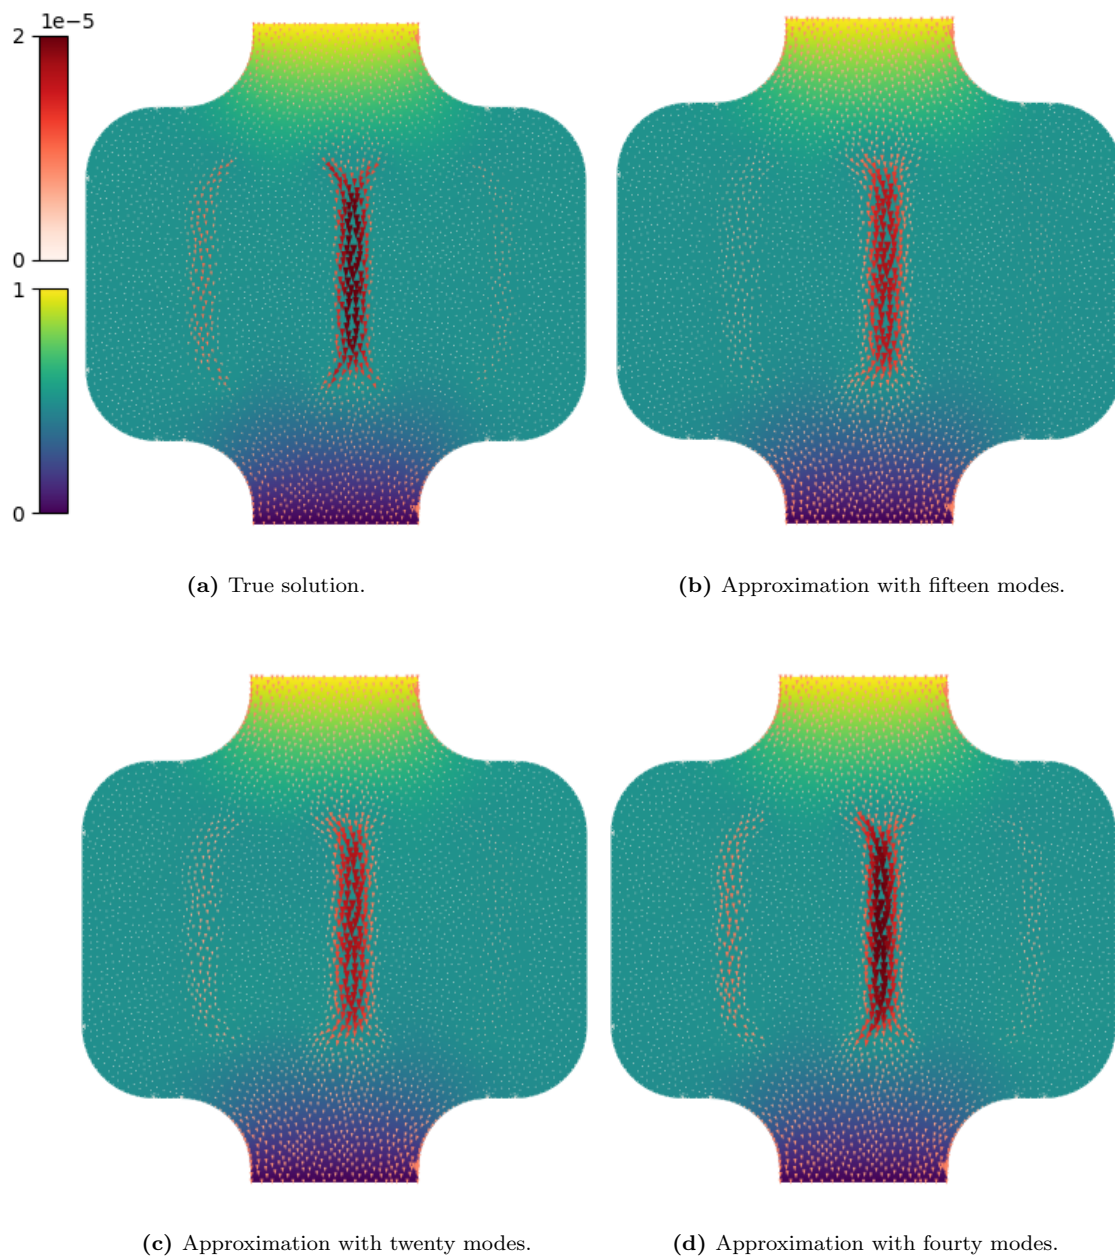 1e−5
2
0
1
0
(a) True solution.
(b) Approximation with fifteen modes.
(c) Approximation with twenty modes.
(d) Approximation with fourty modes.